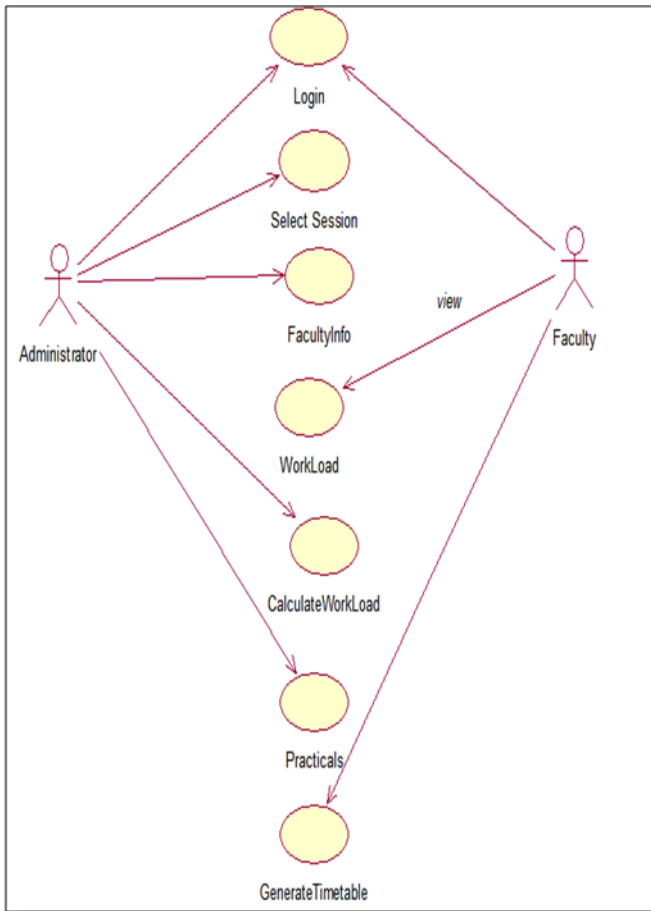 Login
Select Session
FacultyInfo
view
Administrator
Faculty
WorkLoad
CalculateWorkLoad
Practicals
GenerateTimetable